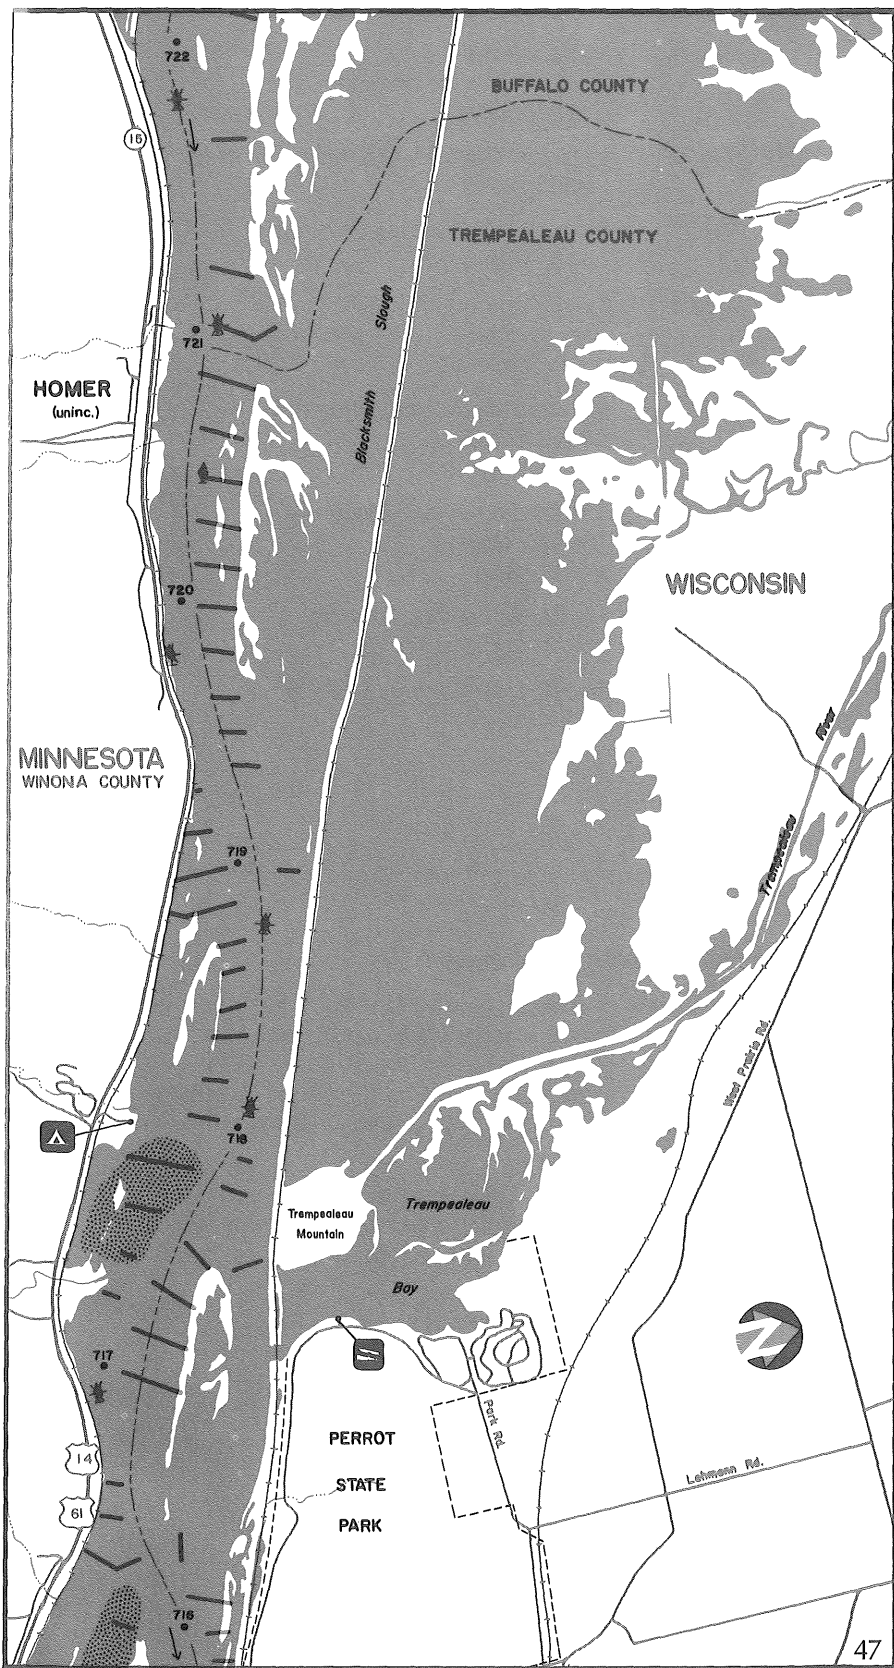 722
BUFFALO COUNTY
15
TREMPEALEAU COUNTY
Blacksmith Slough
721
HOMER
(uninc.)
WISCONSIN
720
Trempealeau River
MINNESOTA
WINONA COUNTY
719
West Prairie Rd.
718
Trempealeau
Mountain
Trempealeau
Bay
N
717
Park Rd.
14
PERROT
STATE
PARK
Lehmann Rd.
61
716
47